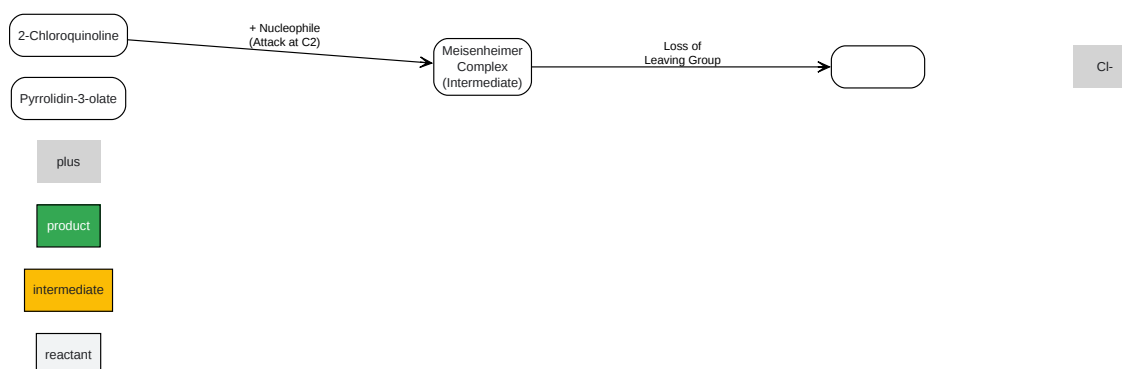 2-Chloroquinoline
+ Nucleophile
(Attack at C2)
Meisenheimer
Complex
(Intermediate)
Loss of
Leaving Group
Cl-
Pyrrolidin-3-olate
plus
product
intermediate
reactant